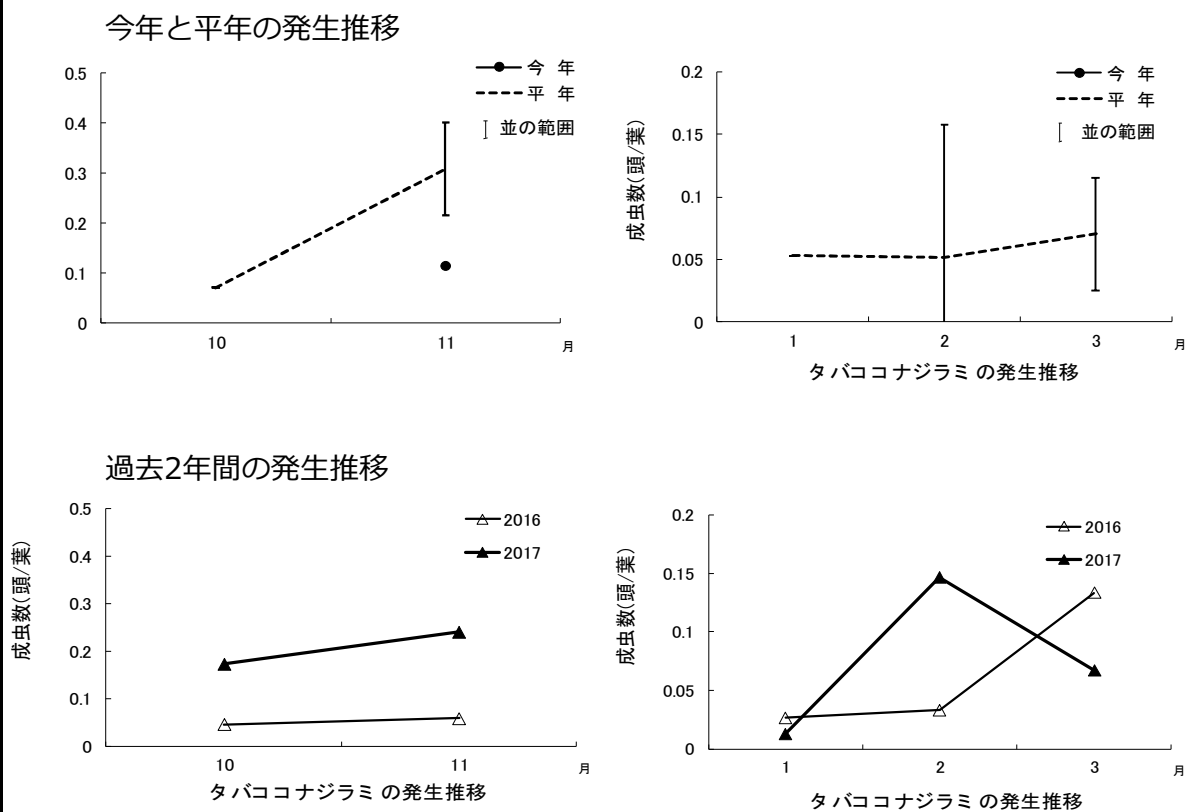 今年と平年の発生推移
0.5
0.4
0.3
0.2
0.1
0
10
11
月
今 年
平 年
並の範囲
成虫数(頭/葉)
0.2
0.15
0.1
0.05
0
1
2
3
月
今 年
平 年
並の範囲
タバココナジラミの発生推移
過去2年間の発生推移
成虫数(頭/葉)
0.5
0.4
0.3
0.2
0.1
0
10
11
月
2016
2017
タバココナジラミの発生推移
成虫数(頭/葉)
0.2
0.15
0.1
0.05
0
1
2
3
月
2016
2017
タバココナジラミの発生推移